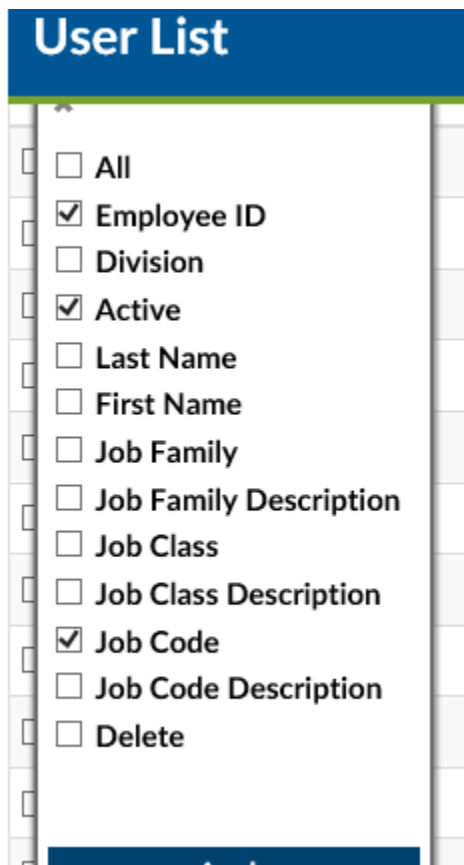 User List
All
Employee ID
Division
Active
Last Name
First Name
Job Family
Job Family Description
Job Class
Job Class Description
Job Code
Job Code Description
Delete